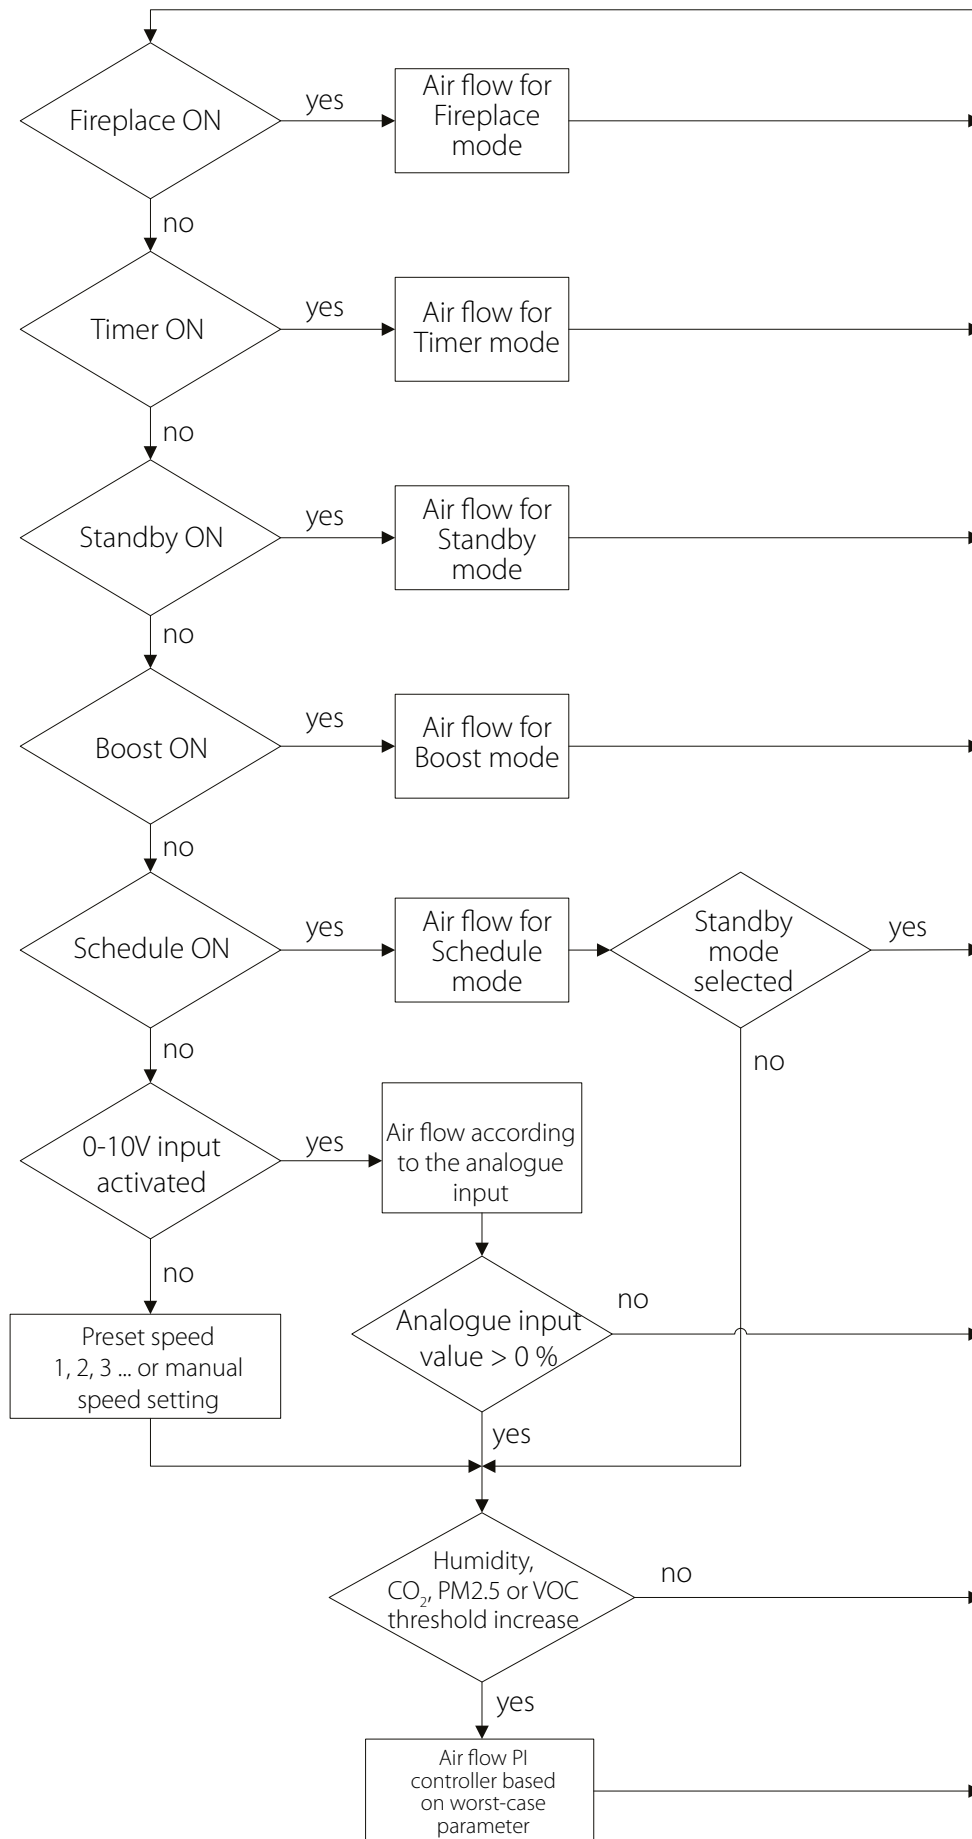 Fireplace ON
yes
Air flow for
Fireplace
mode
no
Timer ON
yes
Air flow for
Timer mode
no
Standby ON
yes
Air flow for
Standby
mode
no
Boost ON
yes
Air flow for
Boost mode
no
Schedule ON
yes
Air flow for
Schedule
mode
Standby
mode
selected
yes
no
no
0-10V input
activated
yes
Air flow according
to the analogue
input
no
Analogue input
value > 0 %
no
Preset speed
1, 2, 3 ... or manual
speed setting
yes
Humidity,
CO₂, PM2.5 or VOC
threshold increase
no
yes
Air flow PI
controller based
on worst-case
parameter